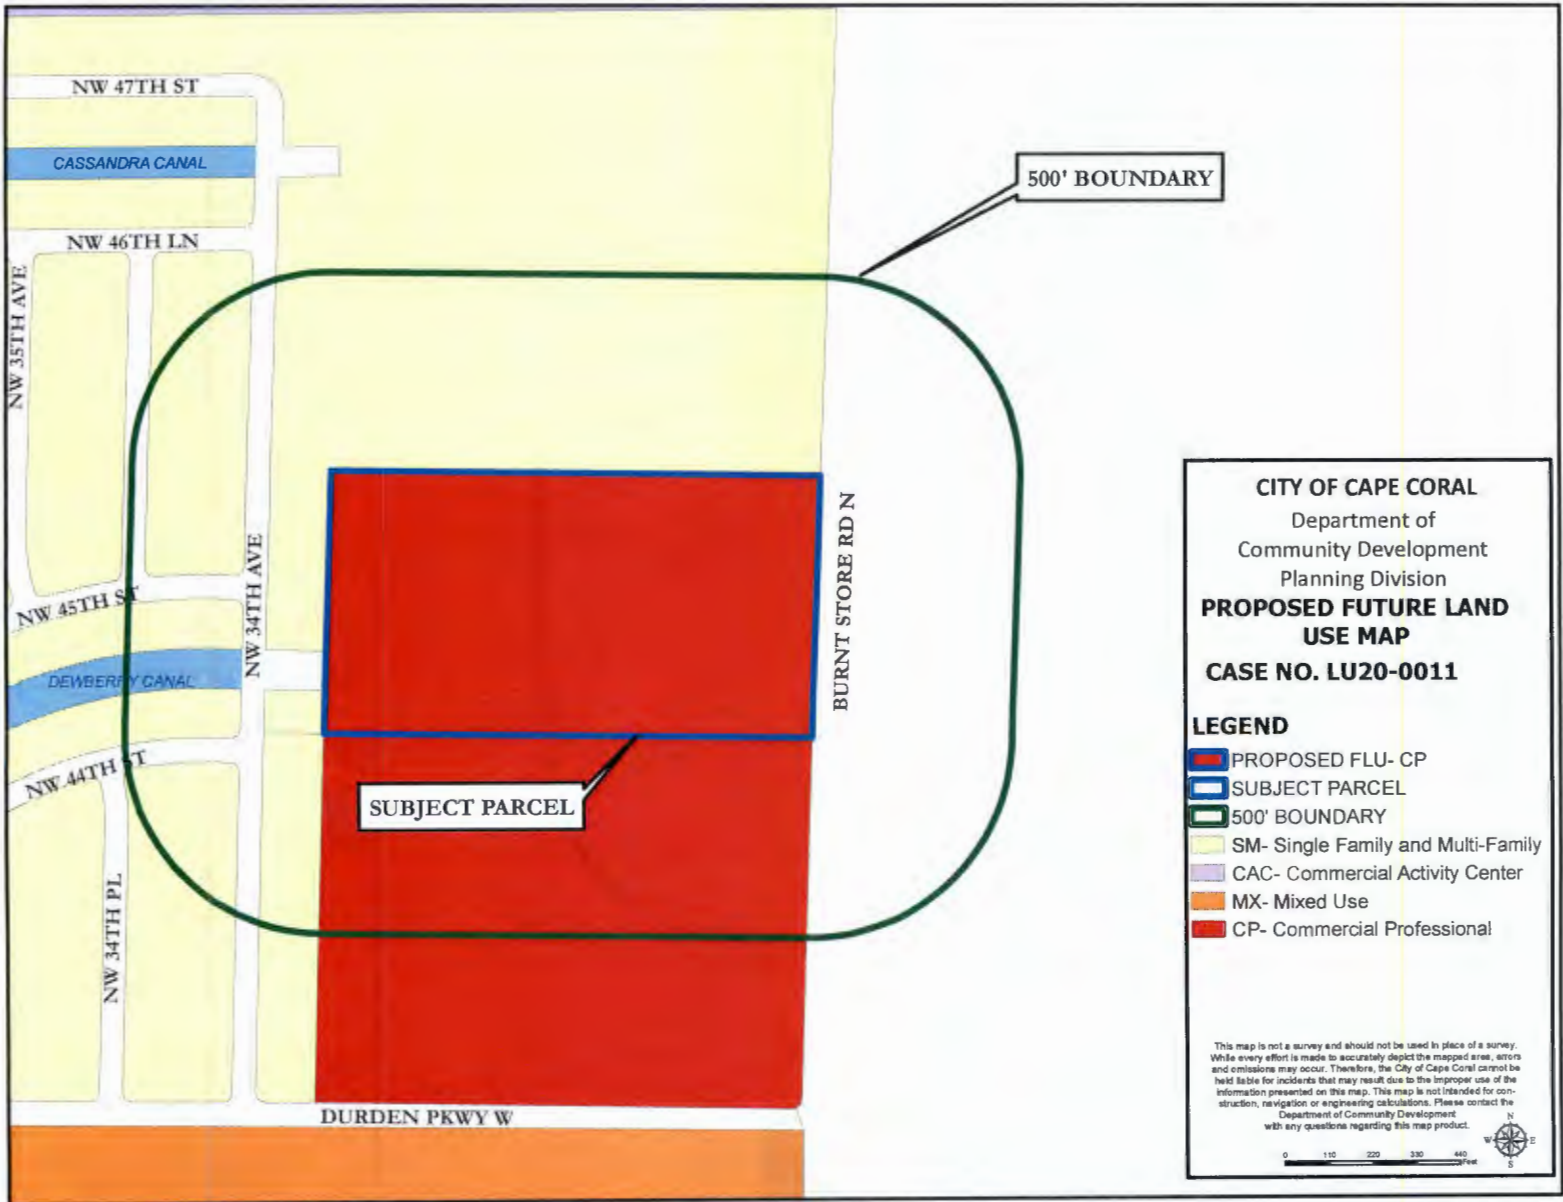 NW 47TH ST
CASSANDRA CANAL
500' BOUNDARY
NW 46TH LN
NW 35TH AVE
NW 34TH AVE
BURNT STORE RD N
NW 45TH ST
DEWBERRY CANAL
NW 44TH ST
SUBJECT PARCEL
NW 34TH PL
DURDEN PKWY W
CITY OF CAPE CORAL
Department of
Community Development
Planning Division
PROPOSED FUTURE LAND
USE MAP
CASE NO. LU20-0011
LEGEND
PROPOSED FLU- CP
SUBJECT PARCEL
500' BOUNDARY
SM- Single Family and Multi-Family
CAC- Commercial Activity Center
MX- Mixed Use
CP- Commercial Professional
This map is not a survey and should not be used in place of a survey.
While every effort is made to accurately depict the mapped area, errors
and omissions may occur. Therefore, the City of Cape Coral cannot be
held liable for incidents that may result due to the improper use of the
information presented on this map. This map is not intended for con-
struction, navigation or engineering calculations. Please contact the
Department of Community Development
with any questions regarding this map product.
N
W E
S
0 110 220 330 440
Feet